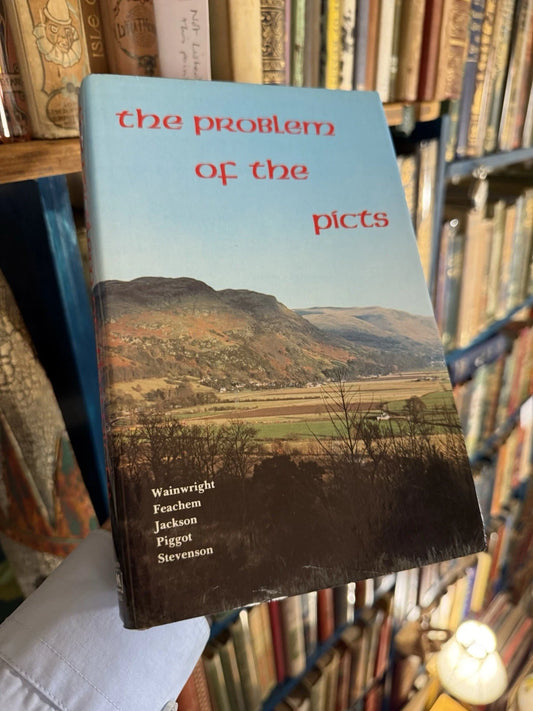 the problem
of the
picts
Wainwright
Feachem
Jackson
Piggot
Stevenson